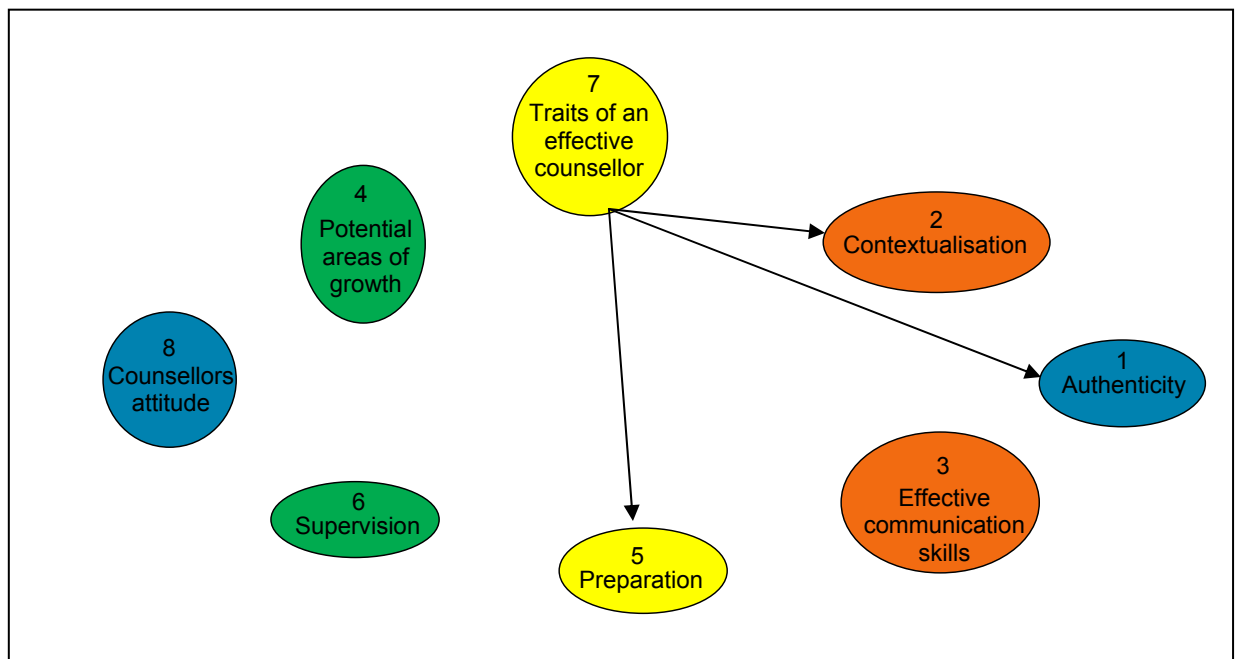 7
Traits of an
effective
counsellor
4
Potential
areas of
growth
2
Contextualisation
8
Counsellors
attitude
1
Authenticity
3
Effective
communication
skills
6
Supervision
5
Preparation